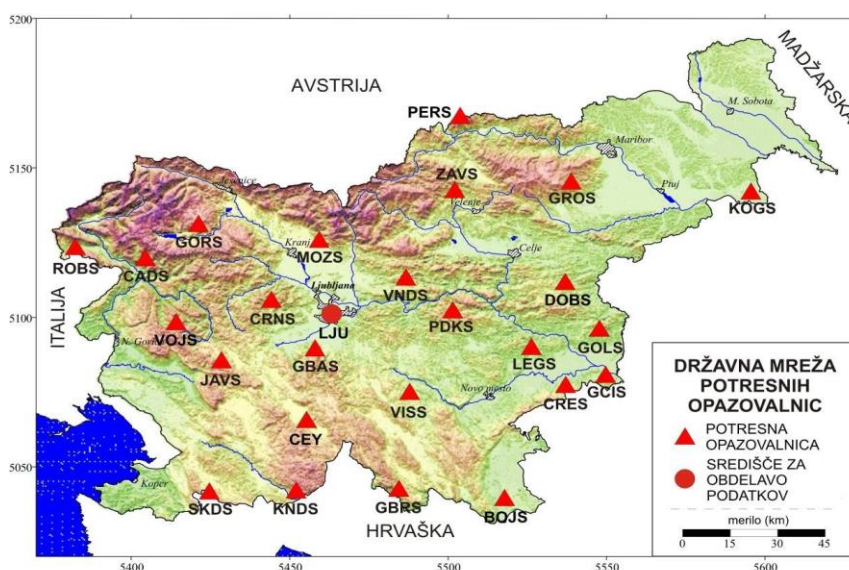 5200
AVSTRIJA
MADŽARSKA
PERS
M. Sobota
Maribor
5150
ZAVS
Velenje
GROS
Ptuj
KOGS
Jesenice
GORS
Kranj
MOZS
Celje
ROBS
CADS
ITALIJA
Ljubljana
VNDS
DOBS
CRNS
LJU
PDKS
5100
VOJS
N. Gorica
GBAS
LEGS
GOLS
JAVS
Novo mesto
VISS
CRES
GCIS
CEY
5050
Koper
SKDS
KNDS
GBRS
BOJS
HRVAŠKA
DRŽAVNA MREŽA
POTRESNIH
OPAZOVALNIC
POTRESNA
OPAZOVALNICA
SREDIŠČE ZA
OBDELAVO
PODATKOV
merilo (km)
0 15 30 45
5400 5450 5500 5550 5600